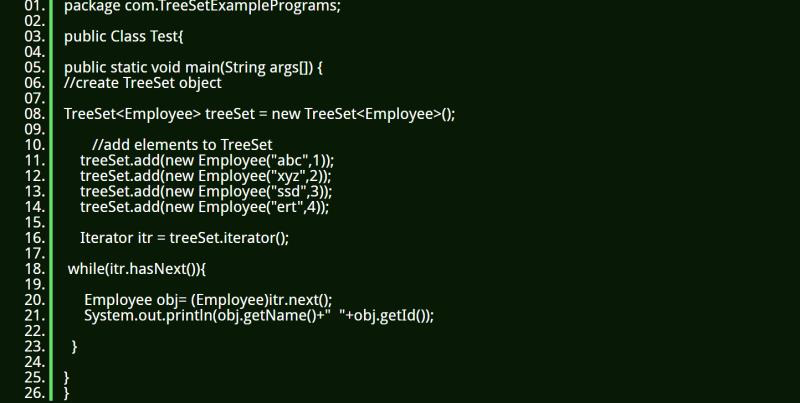 01. package com.TreeSetExamplePrograms;
02.
03. public Class Test{
04.
05. public static void main(String args[]) {
06. //create TreeSet object
07.
08. TreeSet<Employee> treeSet = new TreeSet<Employee>();
09.
10. //add elements to TreeSet
11. treeSet.add(new Employee("abc",1));
12. treeSet.add(new Employee("xyz",2));
13. treeSet.add(new Employee("ssd",3));
14. treeSet.add(new Employee("ert",4));
15.
16. Iterator itr = treeSet.iterator();
17.
18. while(itr.hasNext()){
19.
20. Employee obj= (Employee)itr.next();
21. System.out.println(obj.getName()+"  "+obj.getId());
22.
23. }
24.
25. }
26. }